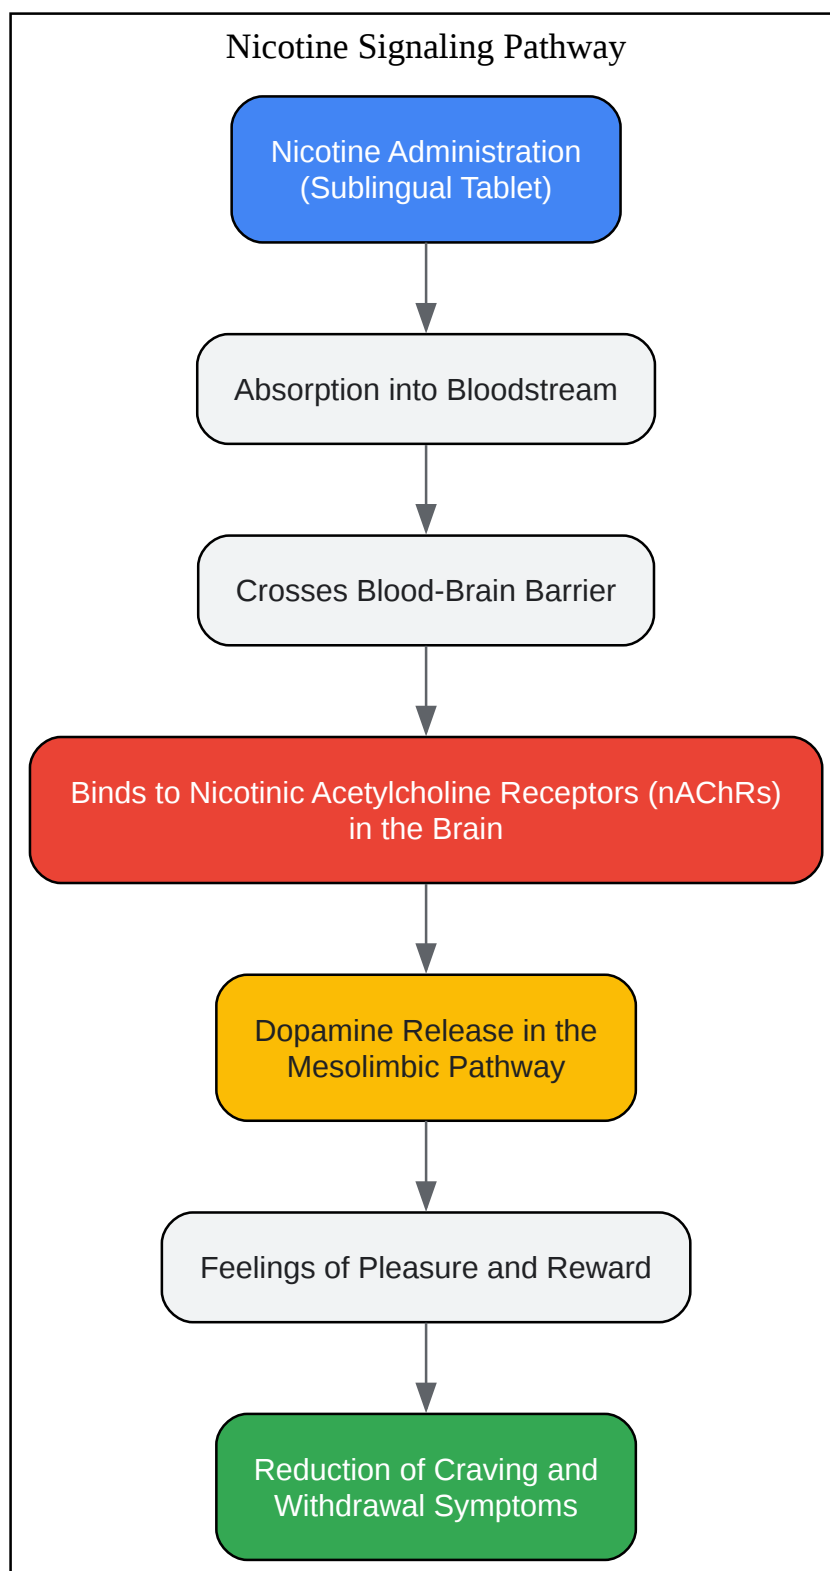 Nicotine Signaling Pathway
Nicotine Administration
(Sublingual Tablet)
Absorption into Bloodstream
Crosses Blood-Brain Barrier
Binds to Nicotinic Acetylcholine Receptors (nAChRs)
in the Brain
Dopamine Release in the
Mesolimbic Pathway
Feelings of Pleasure and Reward
Reduction of Craving and
Withdrawal Symptoms